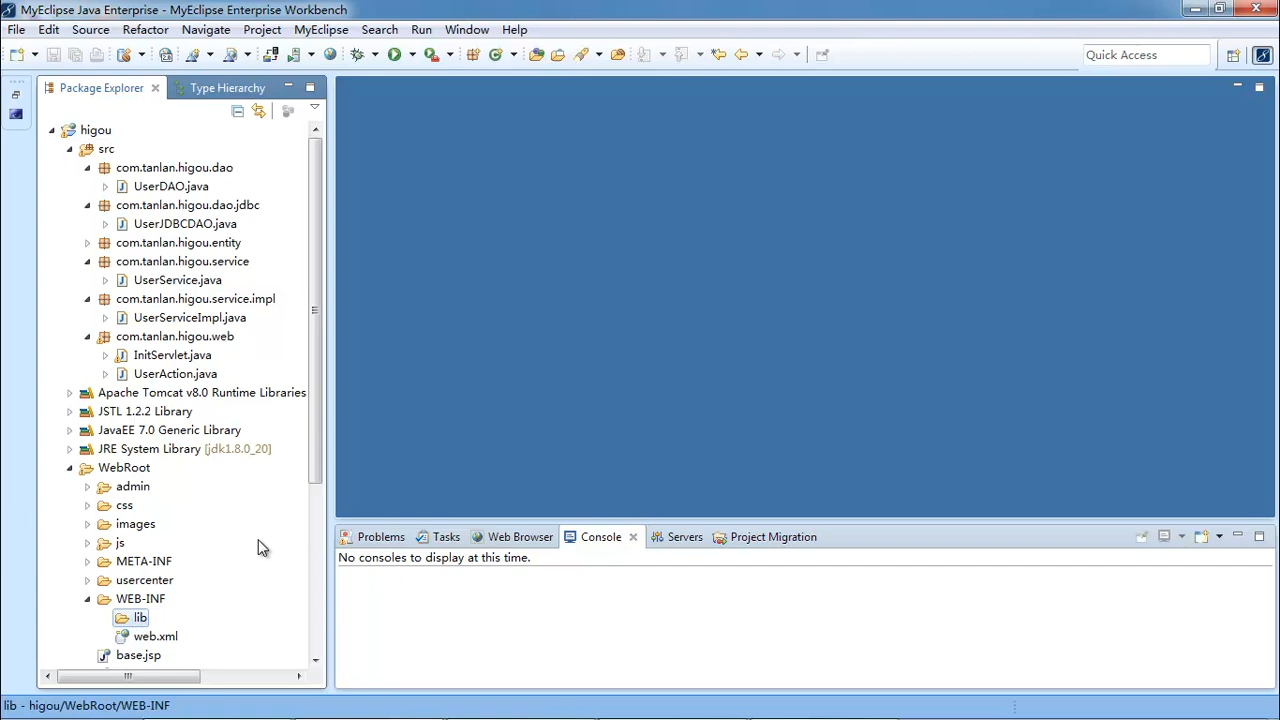 MyEclipse Java Enterprise - MyEclipse Enterprise Workbench
File Edit Source Refactor Navigate Project MyEclipse Search Run Window Help
Quick Access
Package Explorer Type Hierarchy
higou
src
com.tanlan.higou.dao
UserDAO.java
com.tanlan.higou.dao.jdbc
UserJDBCDAO.java
com.tanlan.higou.entity
com.tanlan.higou.service
UserService.java
com.tanlan.higou.service.impl
UserServiceImpl.java
com.tanlan.higou.web
InitServlet.java
UserAction.java
Apache Tomcat v8.0 Runtime Libraries
JSTL 1.2.2 Library
JavaEE 7.0 Generic Library
JRE System Library [jdk1.8.0_20]
WebRoot
admin
css
images
js
META-INF
usercenter
WEB-INF
lib
web.xml
base.jsp
Problems Tasks Web Browser Console Servers Project Migration
No consoles to display at this time.
lib - higou/WebRoot/WEB-INF